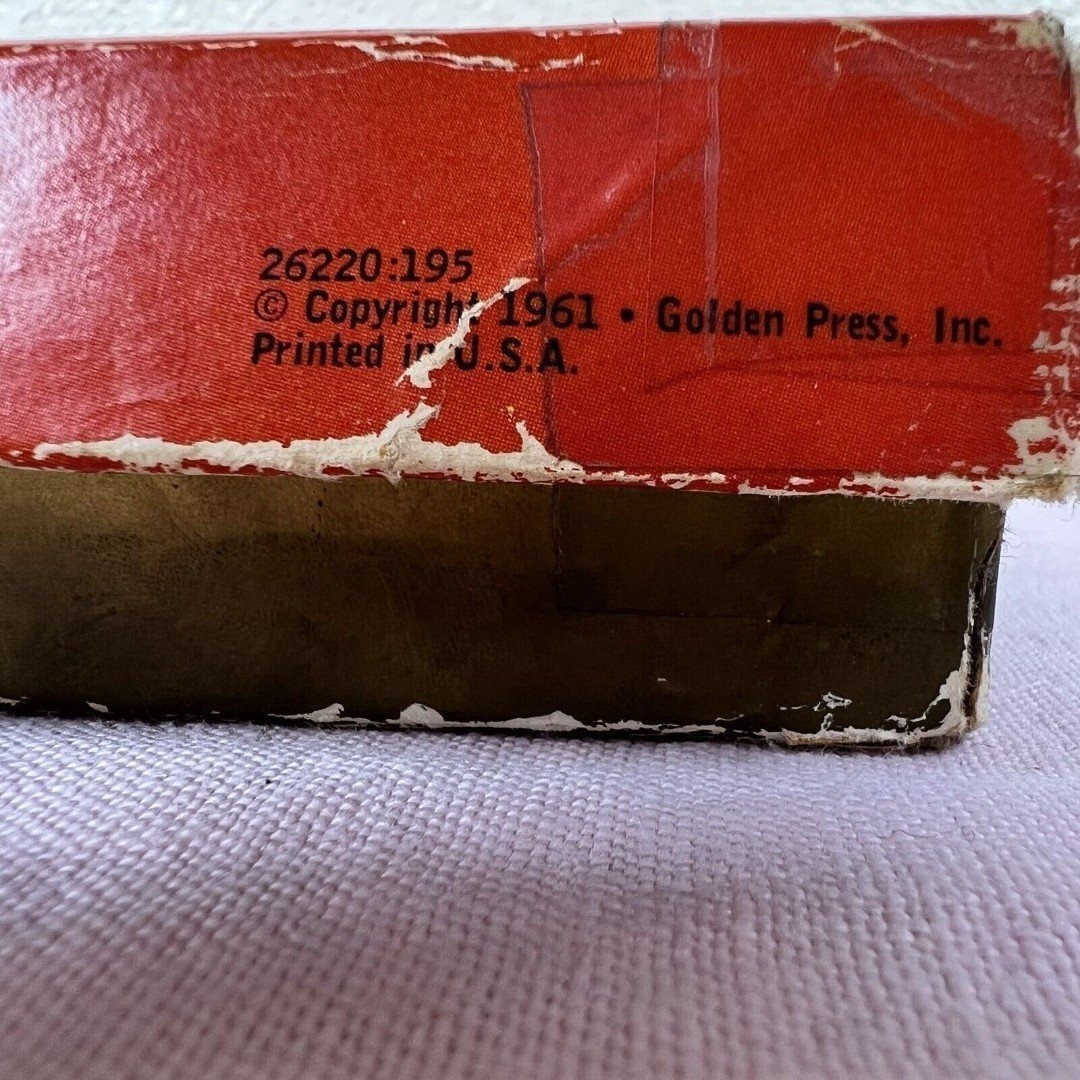 26220:195
© Copyright 1961 • Golden Press, Inc.
Printed in U.S.A.